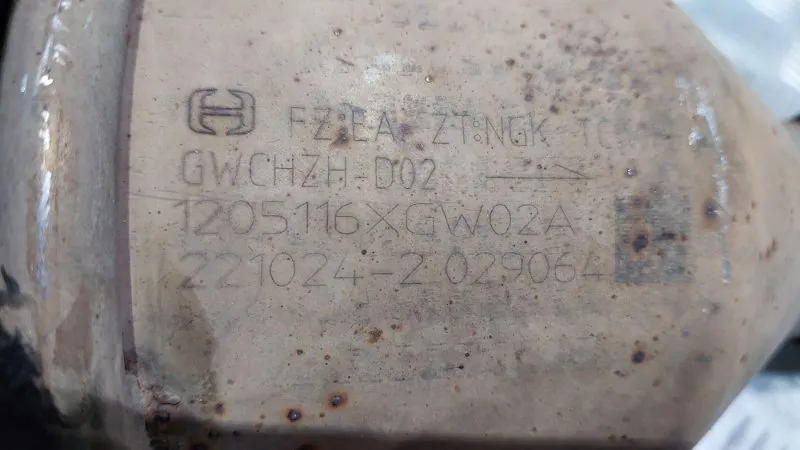 FZ:EA ZT:NGK
GWCHZH-D02
1205116XGW02A
221024-2 029064